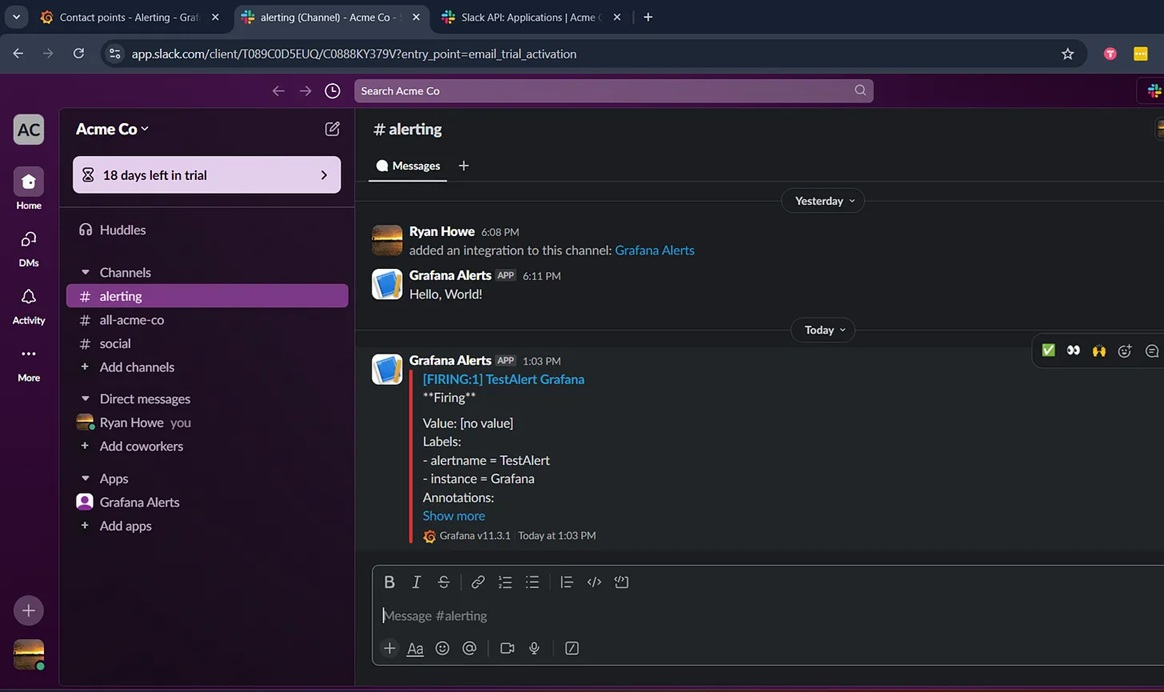 Contact points - Alerting - Graf
alerting (Channel) - Acme Co -
Slack API: Applications | Acme
app.slack.com/client/T089C0D5EUQ/C0888KY379V?entry_point=email_trial_activation
Search Acme Co
AC
Home
DMs
Activity
More
Acme Co
18 days left in trial
Huddles
Channels
# alerting
# all-acme-co
# social
+ Add channels
Direct messages
Ryan Howe you
+ Add coworkers
Apps
Grafana Alerts
+ Add apps
# alerting
Messages
Yesterday
Ryan Howe 6:08 PM
added an integration to this channel: Grafana Alerts
Grafana Alerts APP 6:11 PM
Hello, World!
Today
Grafana Alerts APP 1:03 PM
[FIRING:1] TestAlert Grafana
**Firing**
Value: [no value]
Labels:
- alertname = TestAlert
- instance = Grafana
Annotations:
Show more
Grafana v11.3.1 Today at 1:03 PM
B I S
Message #alerting
Aa